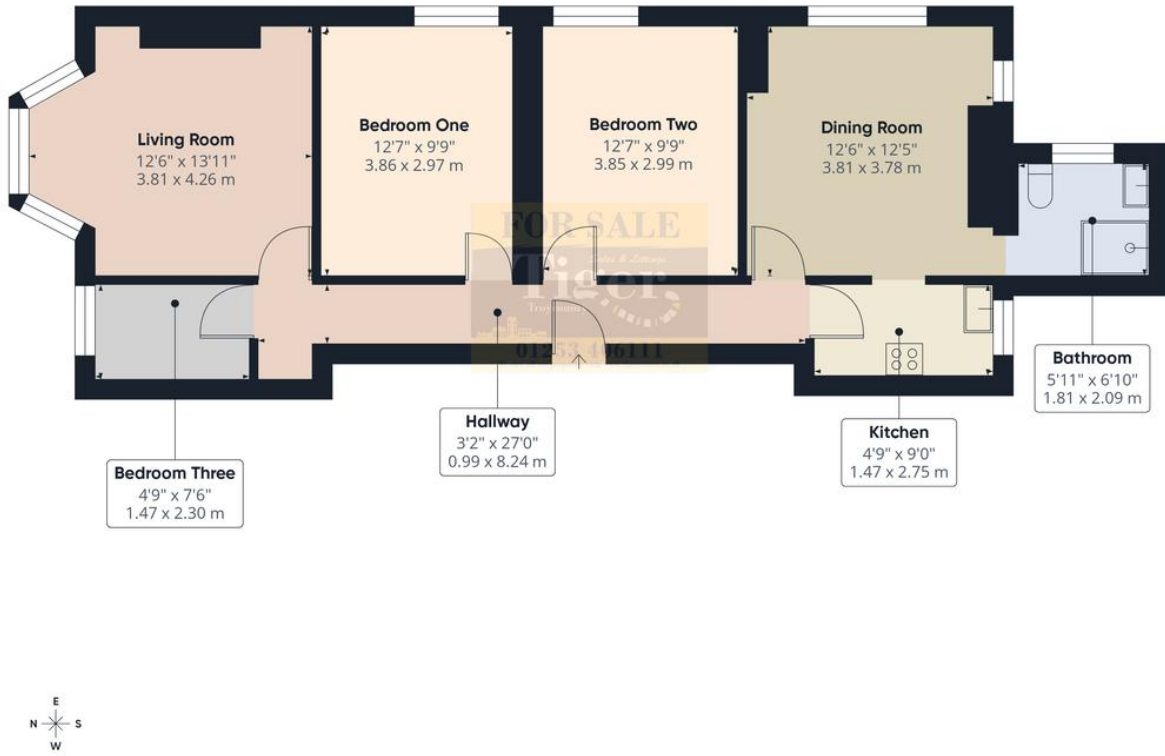 Living Room
12'6" x 13'11"
3.81 x 4.26 m
Bedroom One
12'7" x 9'9"
3.86 x 2.97 m
Bedroom Two
12'7" x 9'9"
3.85 x 2.99 m
Dining Room
12'6" x 12'5"
3.81 x 3.78 m
FOR SALE
Sales & Lettings
Tiger
01253 406111
Bathroom
5'11" x 6'10"
1.81 x 2.09 m
Hallway
3'2" x 27'0"
0.99 x 8.24 m
Kitchen
4'9" x 9'0"
1.47 x 2.75 m
Bedroom Three
4'9" x 7'6"
1.47 x 2.30 m
E
N S
W